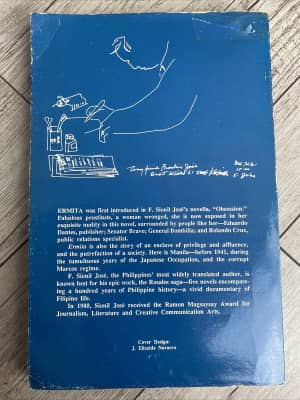 ERMITA was first introduced in F. Sionil José's novella, "Obsession."
Fabulous prostitute, a woman wronged, she is now exposed in her
exquisite nudity in this novel, surrounded by people like her—Eduardo
Dantes, publisher; Senator Bravo; General Bombilla; and Rolando Cruz,
public relations specialist.
Ermita is also the story of an enclave of privilege and affluence,
and the putrefaction of a society. Here is Manila—before 1941, during
the tumultuous years of the Japanese Occupation, and the corrupt
Marcos regime.
F. Sionil José, the Philippines' most widely translated author, is
known best for his epic work, the Rosales saga—five novels encompass-
ing a hundred years of Philippine history—a vivid documentary of
Filipino life.
In 1980, Sionil José received the Ramon Magsaysay Award for
Journalism, Literature and Creative Communication Arts.
Cover Design:
J. Elizalde Navarro